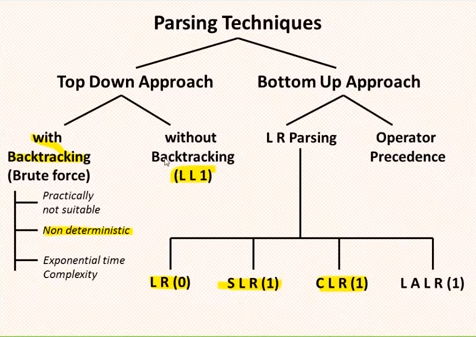 Parsing Techniques
Top Down Approach
Bottom Up Approach
with
Backtracking
(Brute force)
without
Backtracking
(L L 1)
L R Parsing
Operator
Precedence
Practically
not suitable
Non deterministic
Exponential time
Complexity
L R (0)
S L R (1)
C L R (1)
L A L R (1)